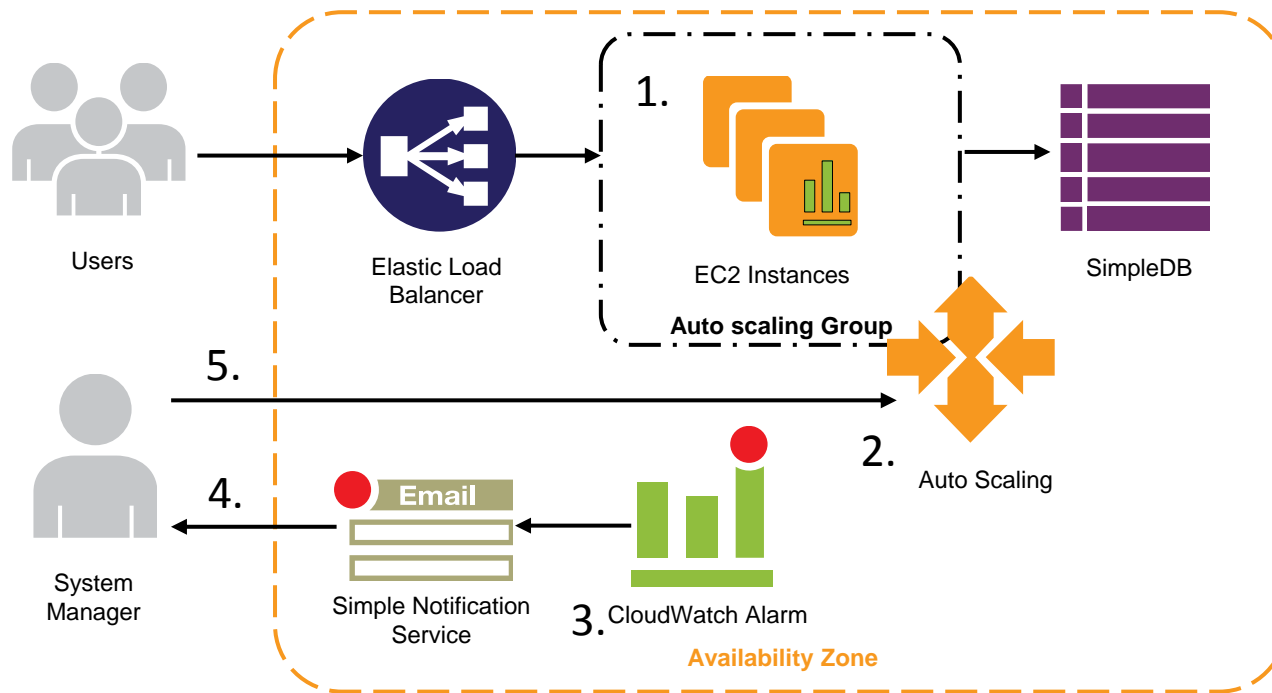 1.
Users
Elastic Load
Balancer
EC2 Instances
SimpleDB
Auto scaling Group
5.
2.
Auto Scaling
4.
Email
System
Manager
Simple Notification
Service
3.
CloudWatch Alarm
Availability Zone